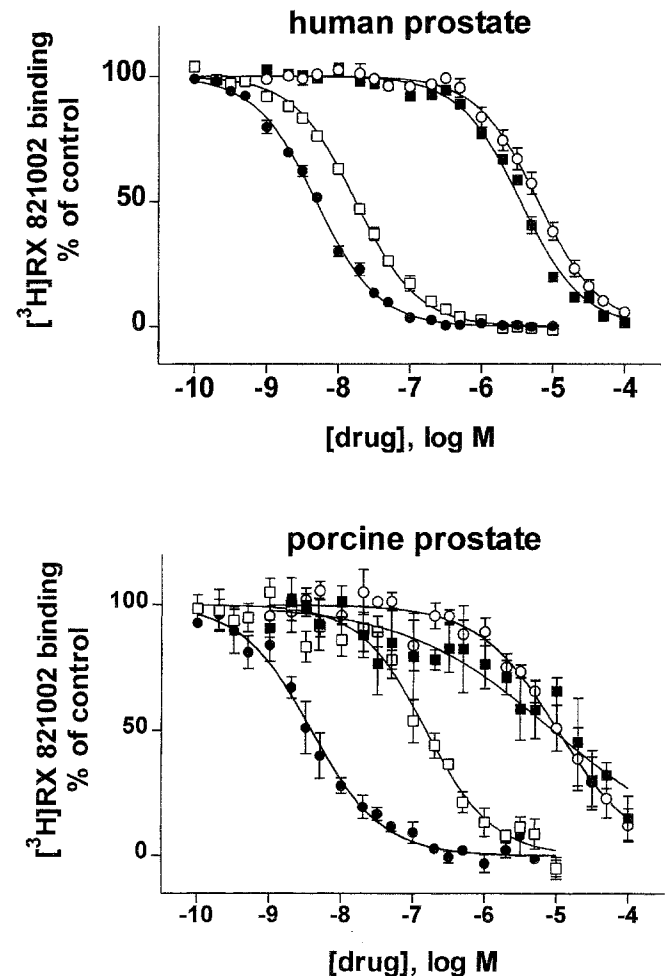 human prostate
[³H]RX 821002 binding
% of control
100
50
0
-10 -9 -8 -7 -6 -5 -4
[drug], log M
porcine prostate
[³H]RX 821002 binding
% of control
100
50
0
-10 -9 -8 -7 -6 -5 -4
[drug], log M